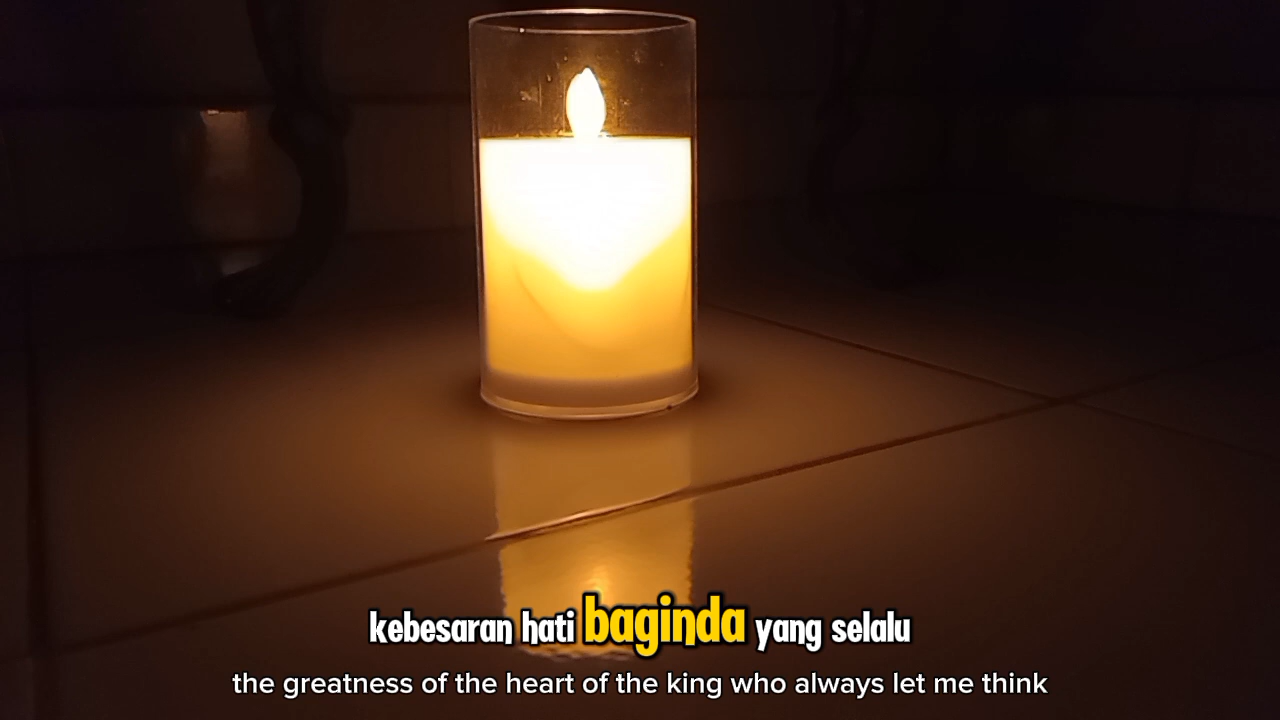 kebesaran hati baginda yang selalu
the greatness of the heart of the king who always let me think